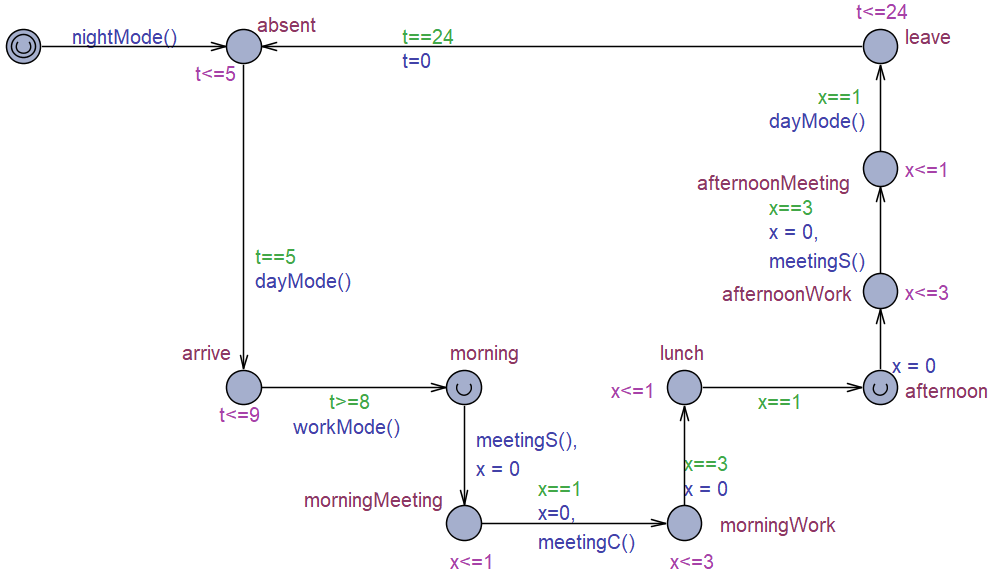 t<=24
absent
nightMode()
t==24
leave
t=0
t<=5
x==1
dayMode()
afternoonMeeting
x<=1
x==3
x = 0,
t==5
meetingS()
dayMode()
afternoonWork
x<=3
arrive
morning
lunch
x = 0
x<=1
afternoon
t<=9
t>=8
x==1
workMode()
meetingS(),
x = 0
x==3
x==1
x = 0
morningMeeting
x=0,
morningWork
meetingC()
x<=1
x<=3